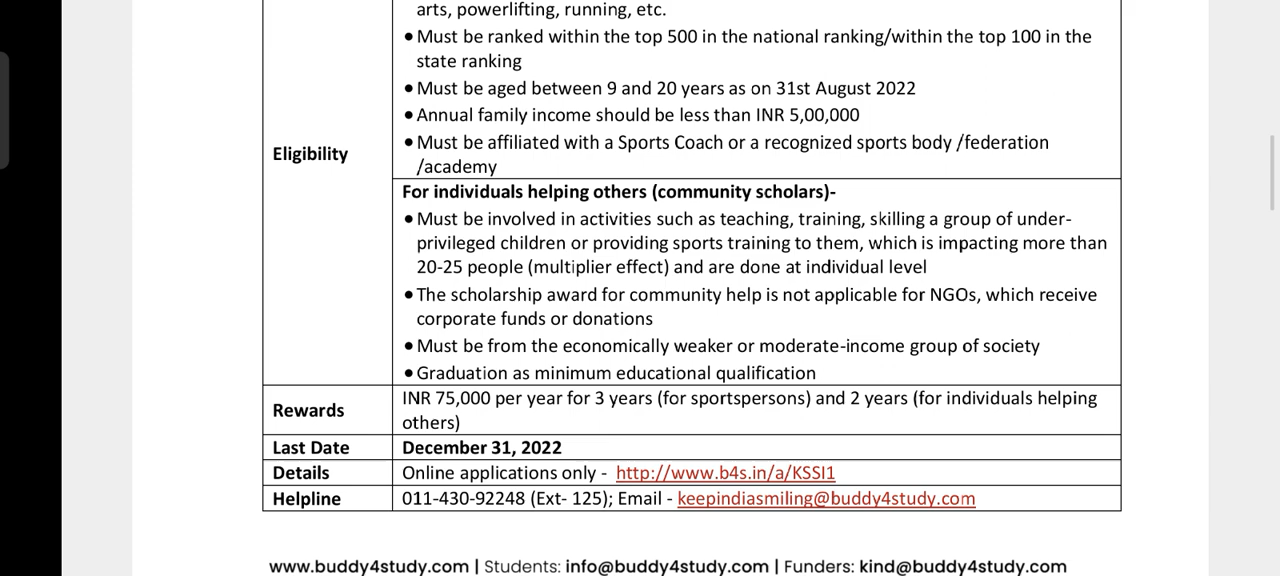 arts, powerlifting, running, etc.
● Must be ranked within the top 500 in the national ranking/within the top 100 in the
state ranking
● Must be aged between 9 and 20 years as on 31st August 2022
● Annual family income should be less than INR 5,00,000
● Must be affiliated with a Sports Coach or a recognized sports body /federation
/academy
Eligibility
For individuals helping others (community scholars)-
● Must be involved in activities such as teaching, training, skilling a group of under-
privileged children or providing sports training to them, which is impacting more than
20-25 people (multiplier effect) and are done at individual level
● The scholarship award for community help is not applicable for NGOs, which receive
corporate funds or donations
● Must be from the economically weaker or moderate-income group of society
● Graduation as minimum educational qualification
Rewards
INR 75,000 per year for 3 years (for sportspersons) and 2 years (for individuals helping
others)
Last Date December 31, 2022
Details Online applications only - http://www.b4s.in/a/KSSI1
Helpline 011-430-92248 (Ext- 125); Email - keepindiasmiling@buddy4study.com
www.buddy4study.com | Students: info@buddy4study.com | Funders: kind@buddy4study.com